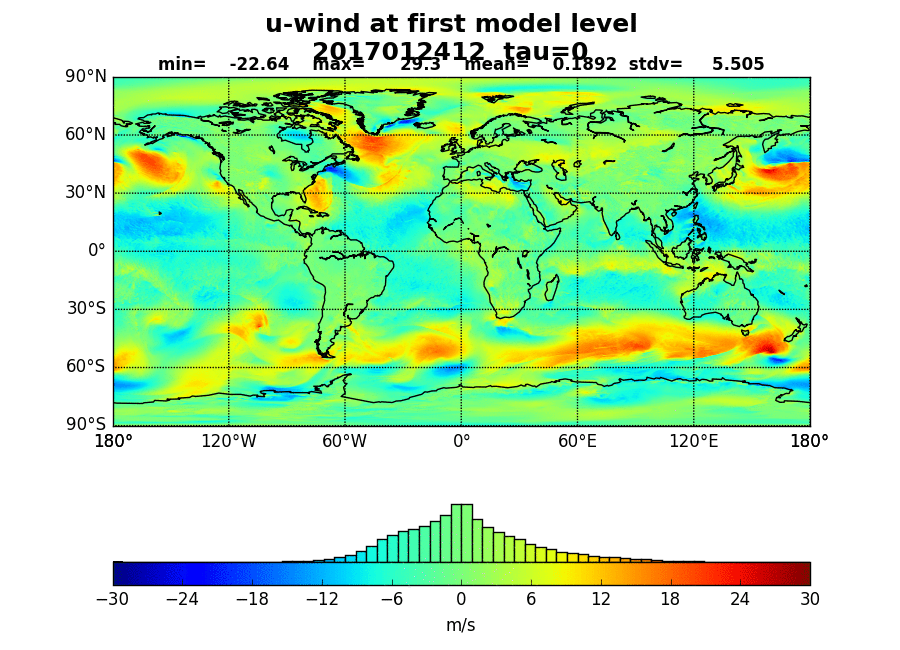 u-wind at first model level
2017012412 tau=0
min= -22.64 max= 29.3 mean= 0.1892 stdv= 5.505
90°N
60°N
30°N
0°
30°S
60°S
90°S
180° 120°W 60°W 0° 60°E 120°E 180°
−30 −24 −18 −12 −6 0 6 12 18 24 30
m/s